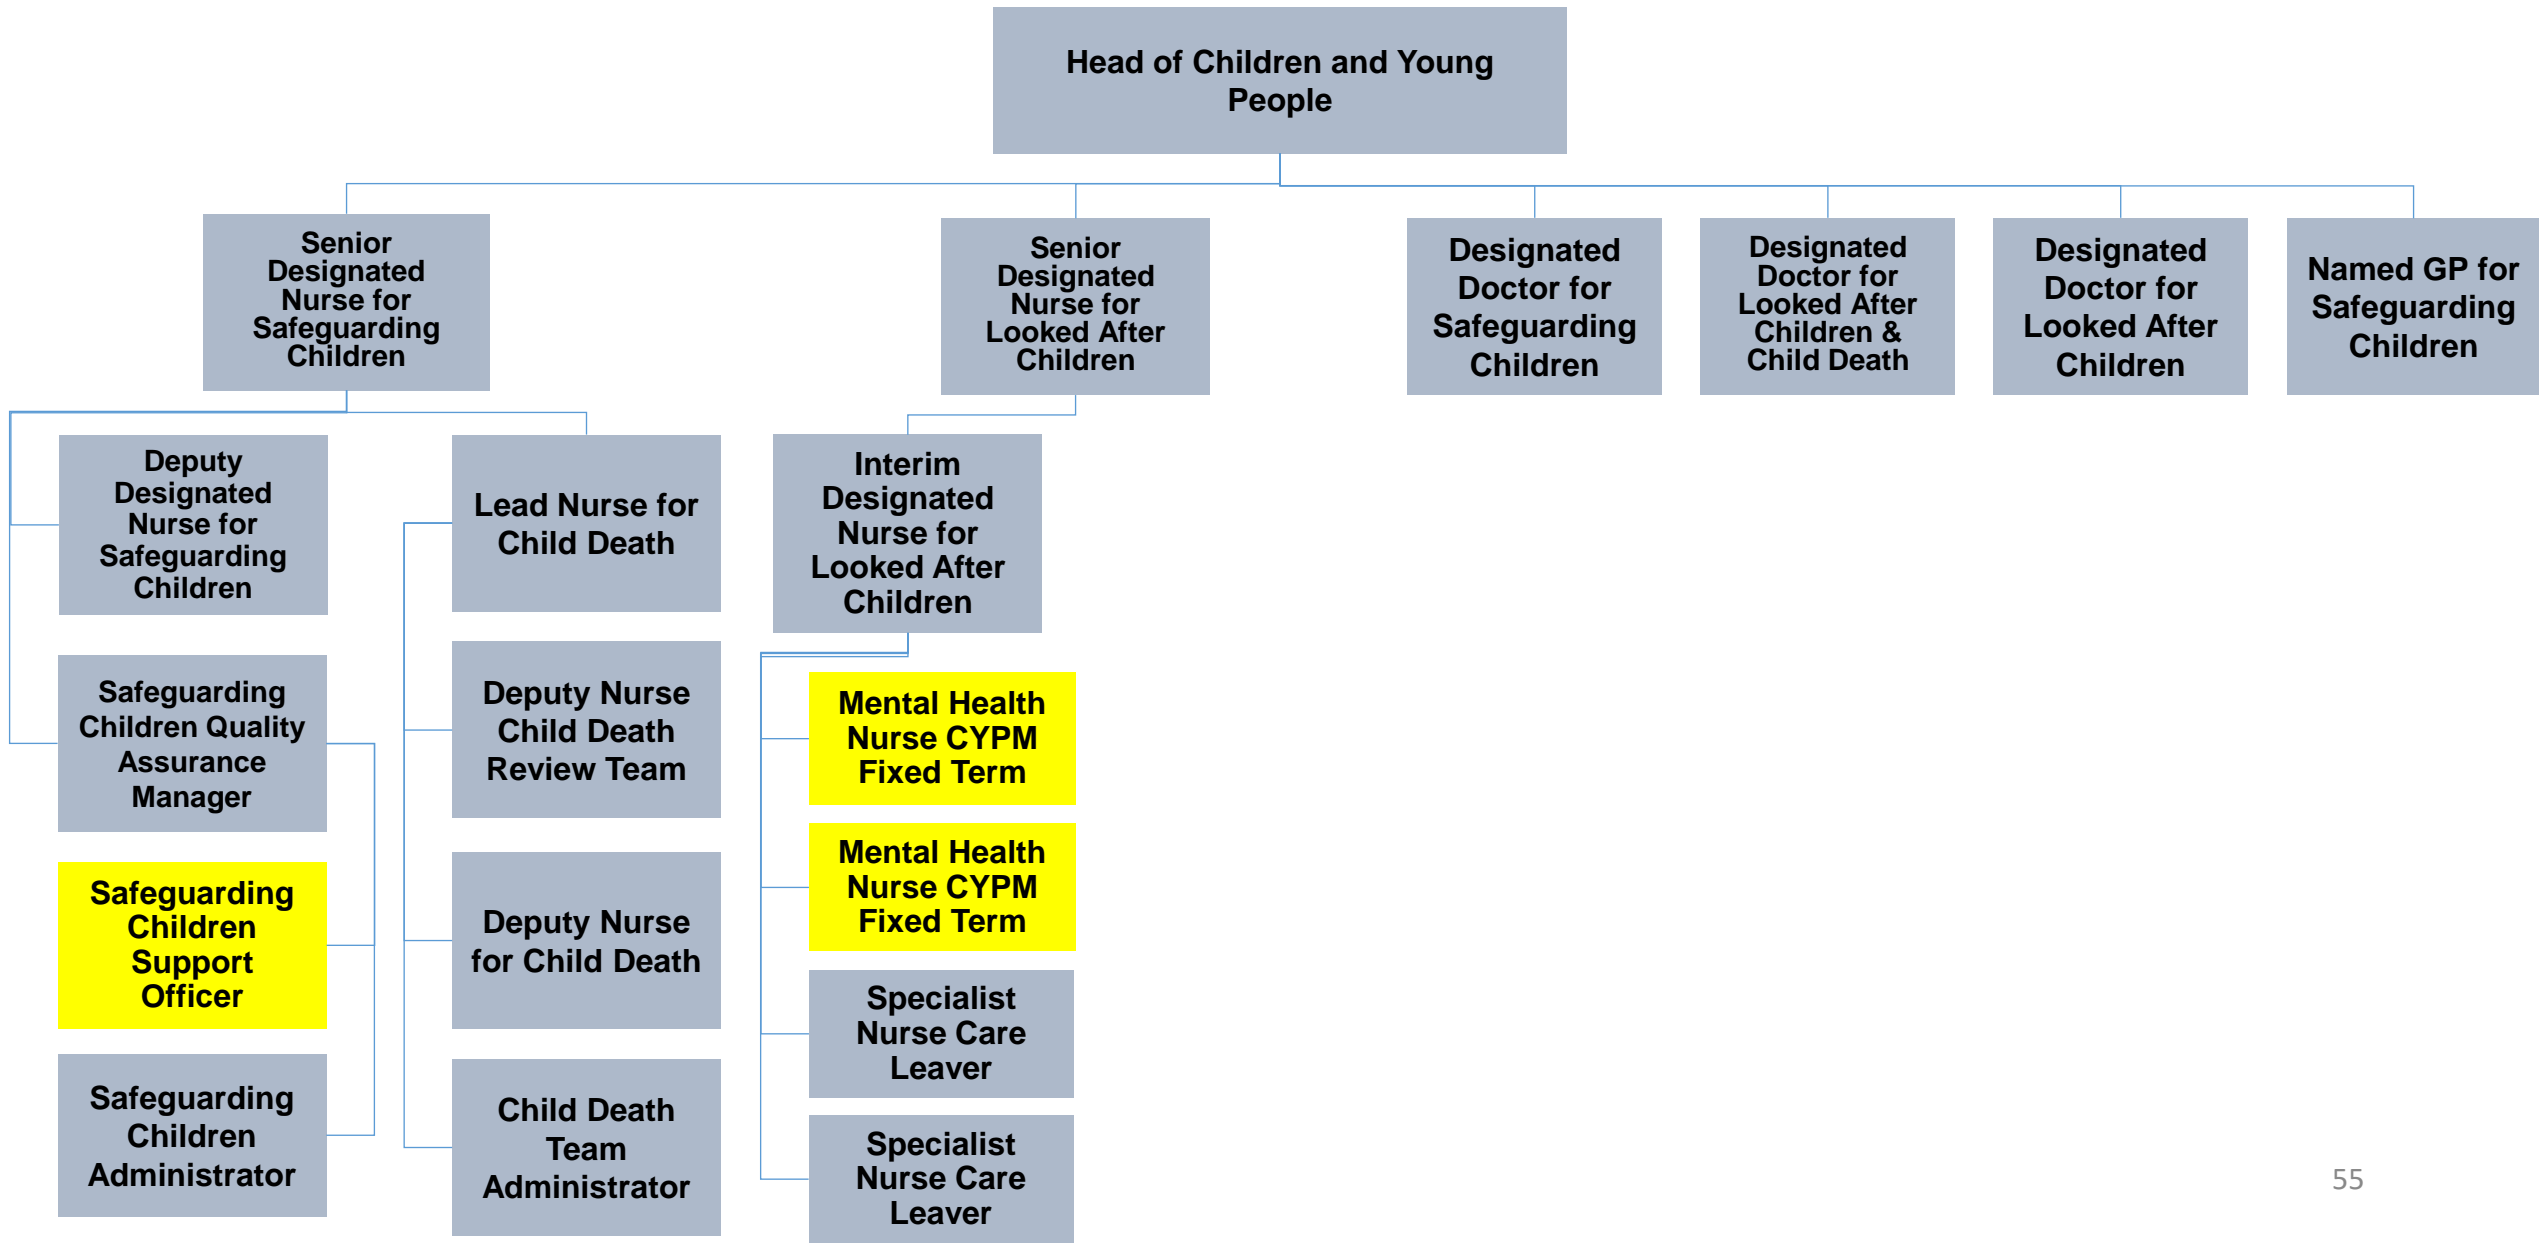 Head of Children and Young
People
Senior
Designated
Nurse for
Safeguarding
Children
Senior
Designated
Nurse for
Looked After
Children
Designated
Doctor for
Safeguarding
Children
Designated
Doctor for
Looked After
Children &
Child Death
Designated
Doctor for
Looked After
Children
Named GP for
Safeguarding
Children
Deputy
Designated
Nurse for
Safeguarding
Children
Safeguarding
Children Quality
Assurance
Manager
Safeguarding
Children
Support
Officer
Safeguarding
Children
Administrator
Lead Nurse for
Child Death
Deputy Nurse
Child Death
Review Team
Deputy Nurse
for Child Death
Child Death
Team
Administrator
Interim
Designated
Nurse for
Looked After
Children
Mental Health
Nurse CYPM
Fixed Term
Mental Health
Nurse CYPM
Fixed Term
Specialist
Nurse Care
Leaver
Specialist
Nurse Care
Leaver
55